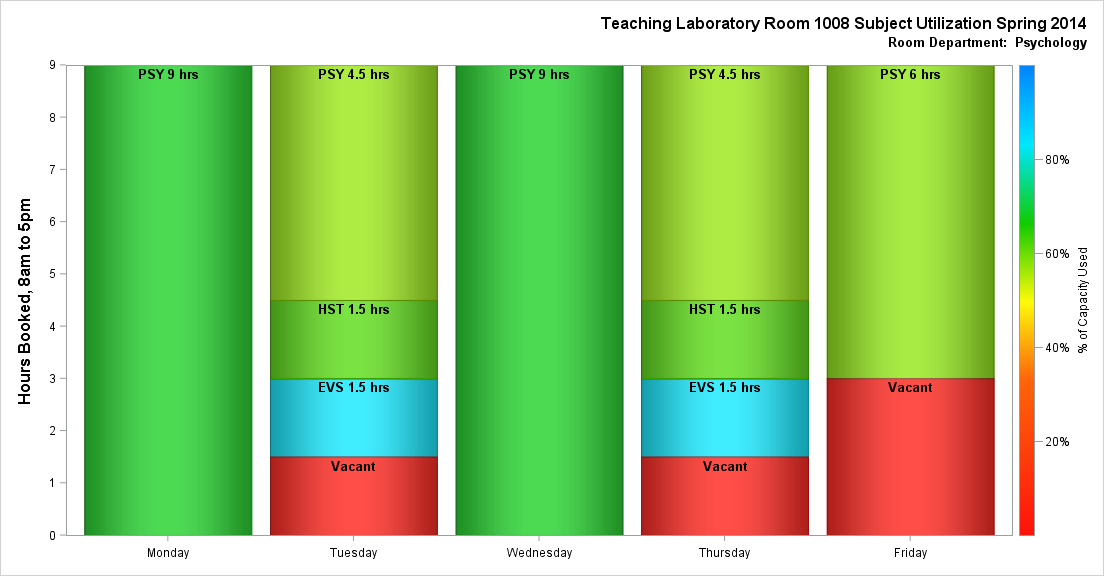 Teaching Laboratory Room 1008 Subject Utilization Spring 2014
Room Department:  Psychology
Hours Booked, 8am to 5pm
9
8
7
6
5
4
3
2
1
0
PSY 9 hrs
PSY 4.5 hrs
HST 1.5 hrs
EVS 1.5 hrs
Vacant
PSY 9 hrs
PSY 4.5 hrs
HST 1.5 hrs
EVS 1.5 hrs
Vacant
PSY 6 hrs
Vacant
Monday
Tuesday
Wednesday
Thursday
Friday
80%
60%
40%
20%
% of Capacity Used